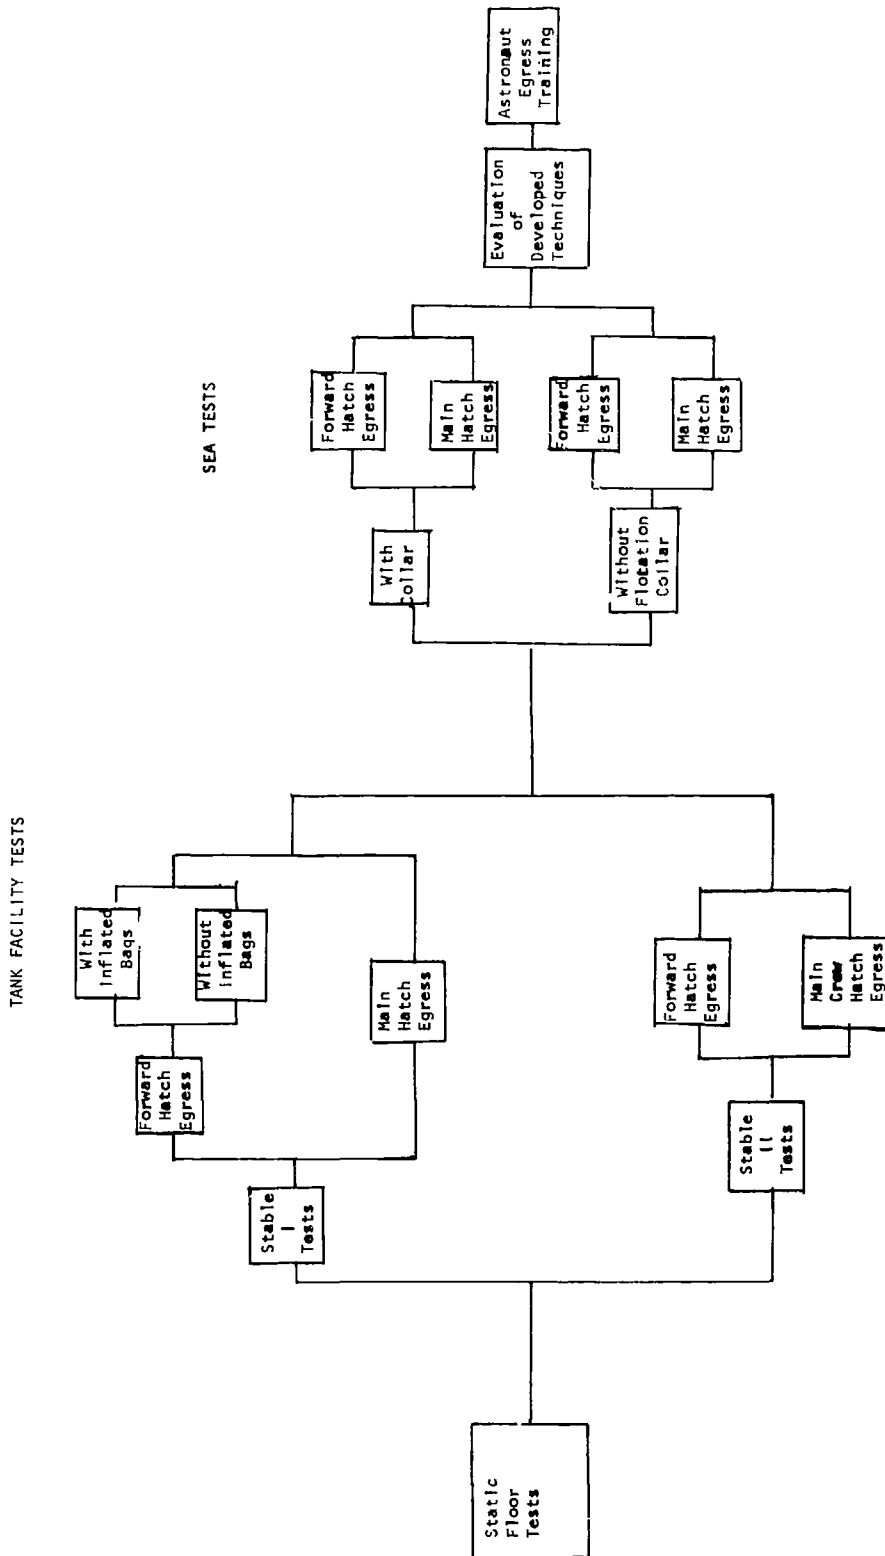 TANK FACILITY TESTS
SEA TESTS
Static
Floor
Tests
Stable
I
Tests
Forward
Hatch
Egress
With
Inflated
Bags
Without
Inflated
Bags
Main
Hatch
Egress
Stable
II
Tests
Forward
Hatch
Egress
Main
Crew
Hatch
Egress
With
Collar
Forward
Hatch
Egress
Main
Hatch
Egress
Without
Flotation
Collar
Forward
Hatch
Egress
Main
Hatch
Egress
Evaluation
of
Developed
Techniques
Astronaut
Egress
Training